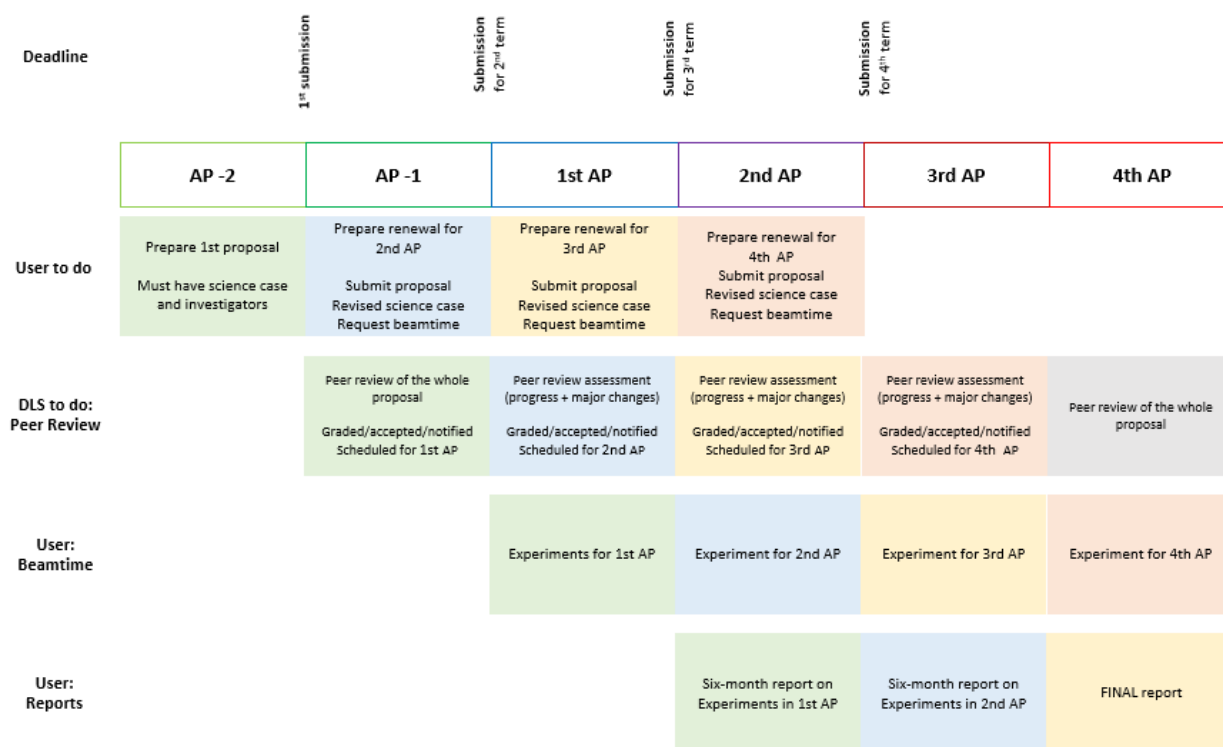 Deadline
1st submission
Submission
for 2nd term
Submission
for 3rd term
Submission
for 4th term
AP -2
AP -1
1st AP
2nd AP
3rd AP
4th AP
User to do
Prepare 1st proposal
Must have science case
and investigators
Prepare renewal for
2nd AP
Submit proposal
Revised science case
Request beamtime
Prepare renewal for
3rd AP
Submit proposal
Revised science case
Request beamtime
Prepare renewal for
4th AP
Submit proposal
Revised science case
Request beamtime
DLS to do:
Peer Review
Peer review of the whole
proposal
Graded/accepted/notified
Scheduled for 1st AP
Peer review assessment
(progress + major changes)
Graded/accepted/notified
Scheduled for 2nd AP
Peer review assessment
(progress + major changes)
Graded/accepted/notified
Scheduled for 3rd AP
Peer review assessment
(progress + major changes)
Graded/accepted/notified
Scheduled for 4th AP
Peer review of the whole
proposal
User:
Beamtime
Experiments for 1st AP
Experiment for 2nd AP
Experiment for 3rd AP
Experiment for 4th AP
User:
Reports
Six-month report on
Experiments in 1st AP
Six-month report on
Experiments in 2nd AP
FINAL report